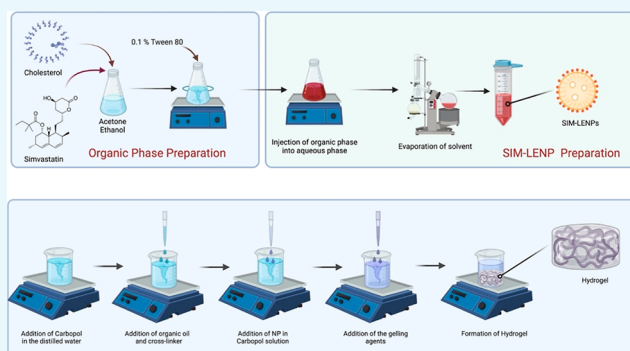 0.1 % Tween 80
Cholesterol
Acetone
Ethanol
Simvastatin
Organic Phase Preparation
Injection of organic phase
into aqueous phase
Evaporation of solvent
SIM-LENPs
SIM-LENP Preparation
Hydrogel
Addition of Carbopol
in the distilled water
Addition of organic oil
and cross-linker
Addition of NP in
Carbopol solution
Addition of the gelling
agents
Formation of Hydrogel